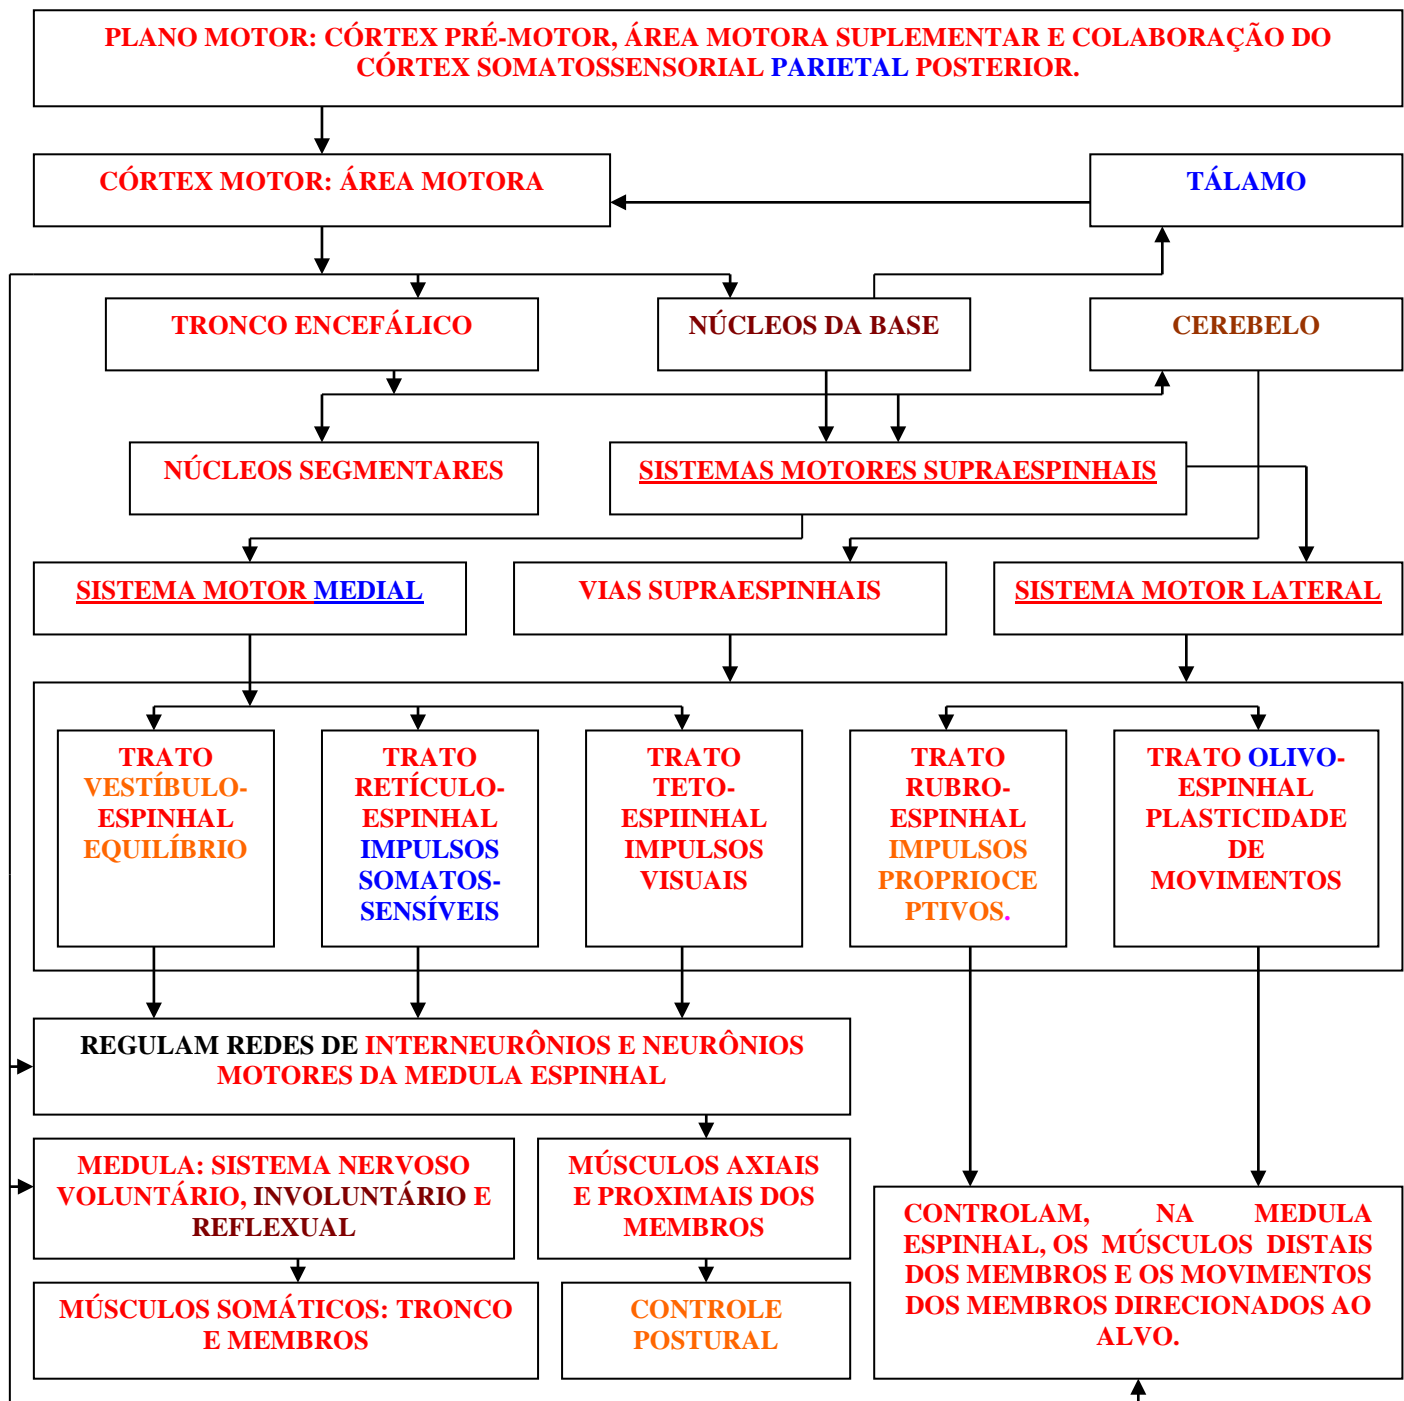 PLANO MOTOR: CÓRTEX PRÉ-MOTOR, ÁREA MOTORA SUPLEMENTAR E COLABORAÇÃO DO
CÓRTEX SOMATOSSENSORIAL PARIETAL POSTERIOR.
CÓRTEX MOTOR: ÁREA MOTORA
TÁLAMO
TRONCO ENCEFÁLICO
NÚCLEOS DA BASE
CEREBELO
NÚCLEOS SEGMENTARES
SISTEMAS MOTORES SUPRAESPINHAIS
SISTEMA MOTOR MEDIAL
VIAS SUPRAESPINHAIS
SISTEMA MOTOR LATERAL
TRATO
VESTÍBULO-
ESPINHAL
EQUILÍBRIO
TRATO
RETÍCULO-
ESPINHAL
IMPULSOS
SOMATOS-
SENSÍVEIS
TRATO
TETO-
ESPIINHAL
IMPULSOS
VISUAIS
TRATO
RUBRO-
ESPINHAL
IMPULSOS
PROPRIOCE
PTIVOS.
TRATO OLIVO-
ESPINHAL
PLASTICIDADE
DE
MOVIMENTOS
REGULAM REDES DE INTERNEURÔNIOS E NEURÔNIOS
MOTORES DA MEDULA ESPINHAL
MEDULA: SISTEMA NERVOSO
VOLUNTÁRIO, INVOLUNTÁRIO E
REFLEXUAL
MÚSCULOS AXIAIS
E PROXIMAIS DOS
MEMBROS
CONTROLAM, NA MEDULA
ESPINHAL, OS MÚSCULOS DISTAIS
DOS MEMBROS E OS MOVIMENTOS
DOS MEMBROS DIRECIONADOS AO
ALVO.
MÚSCULOS SOMÁTICOS: TRONCO
E MEMBROS
CONTROLE
POSTURAL